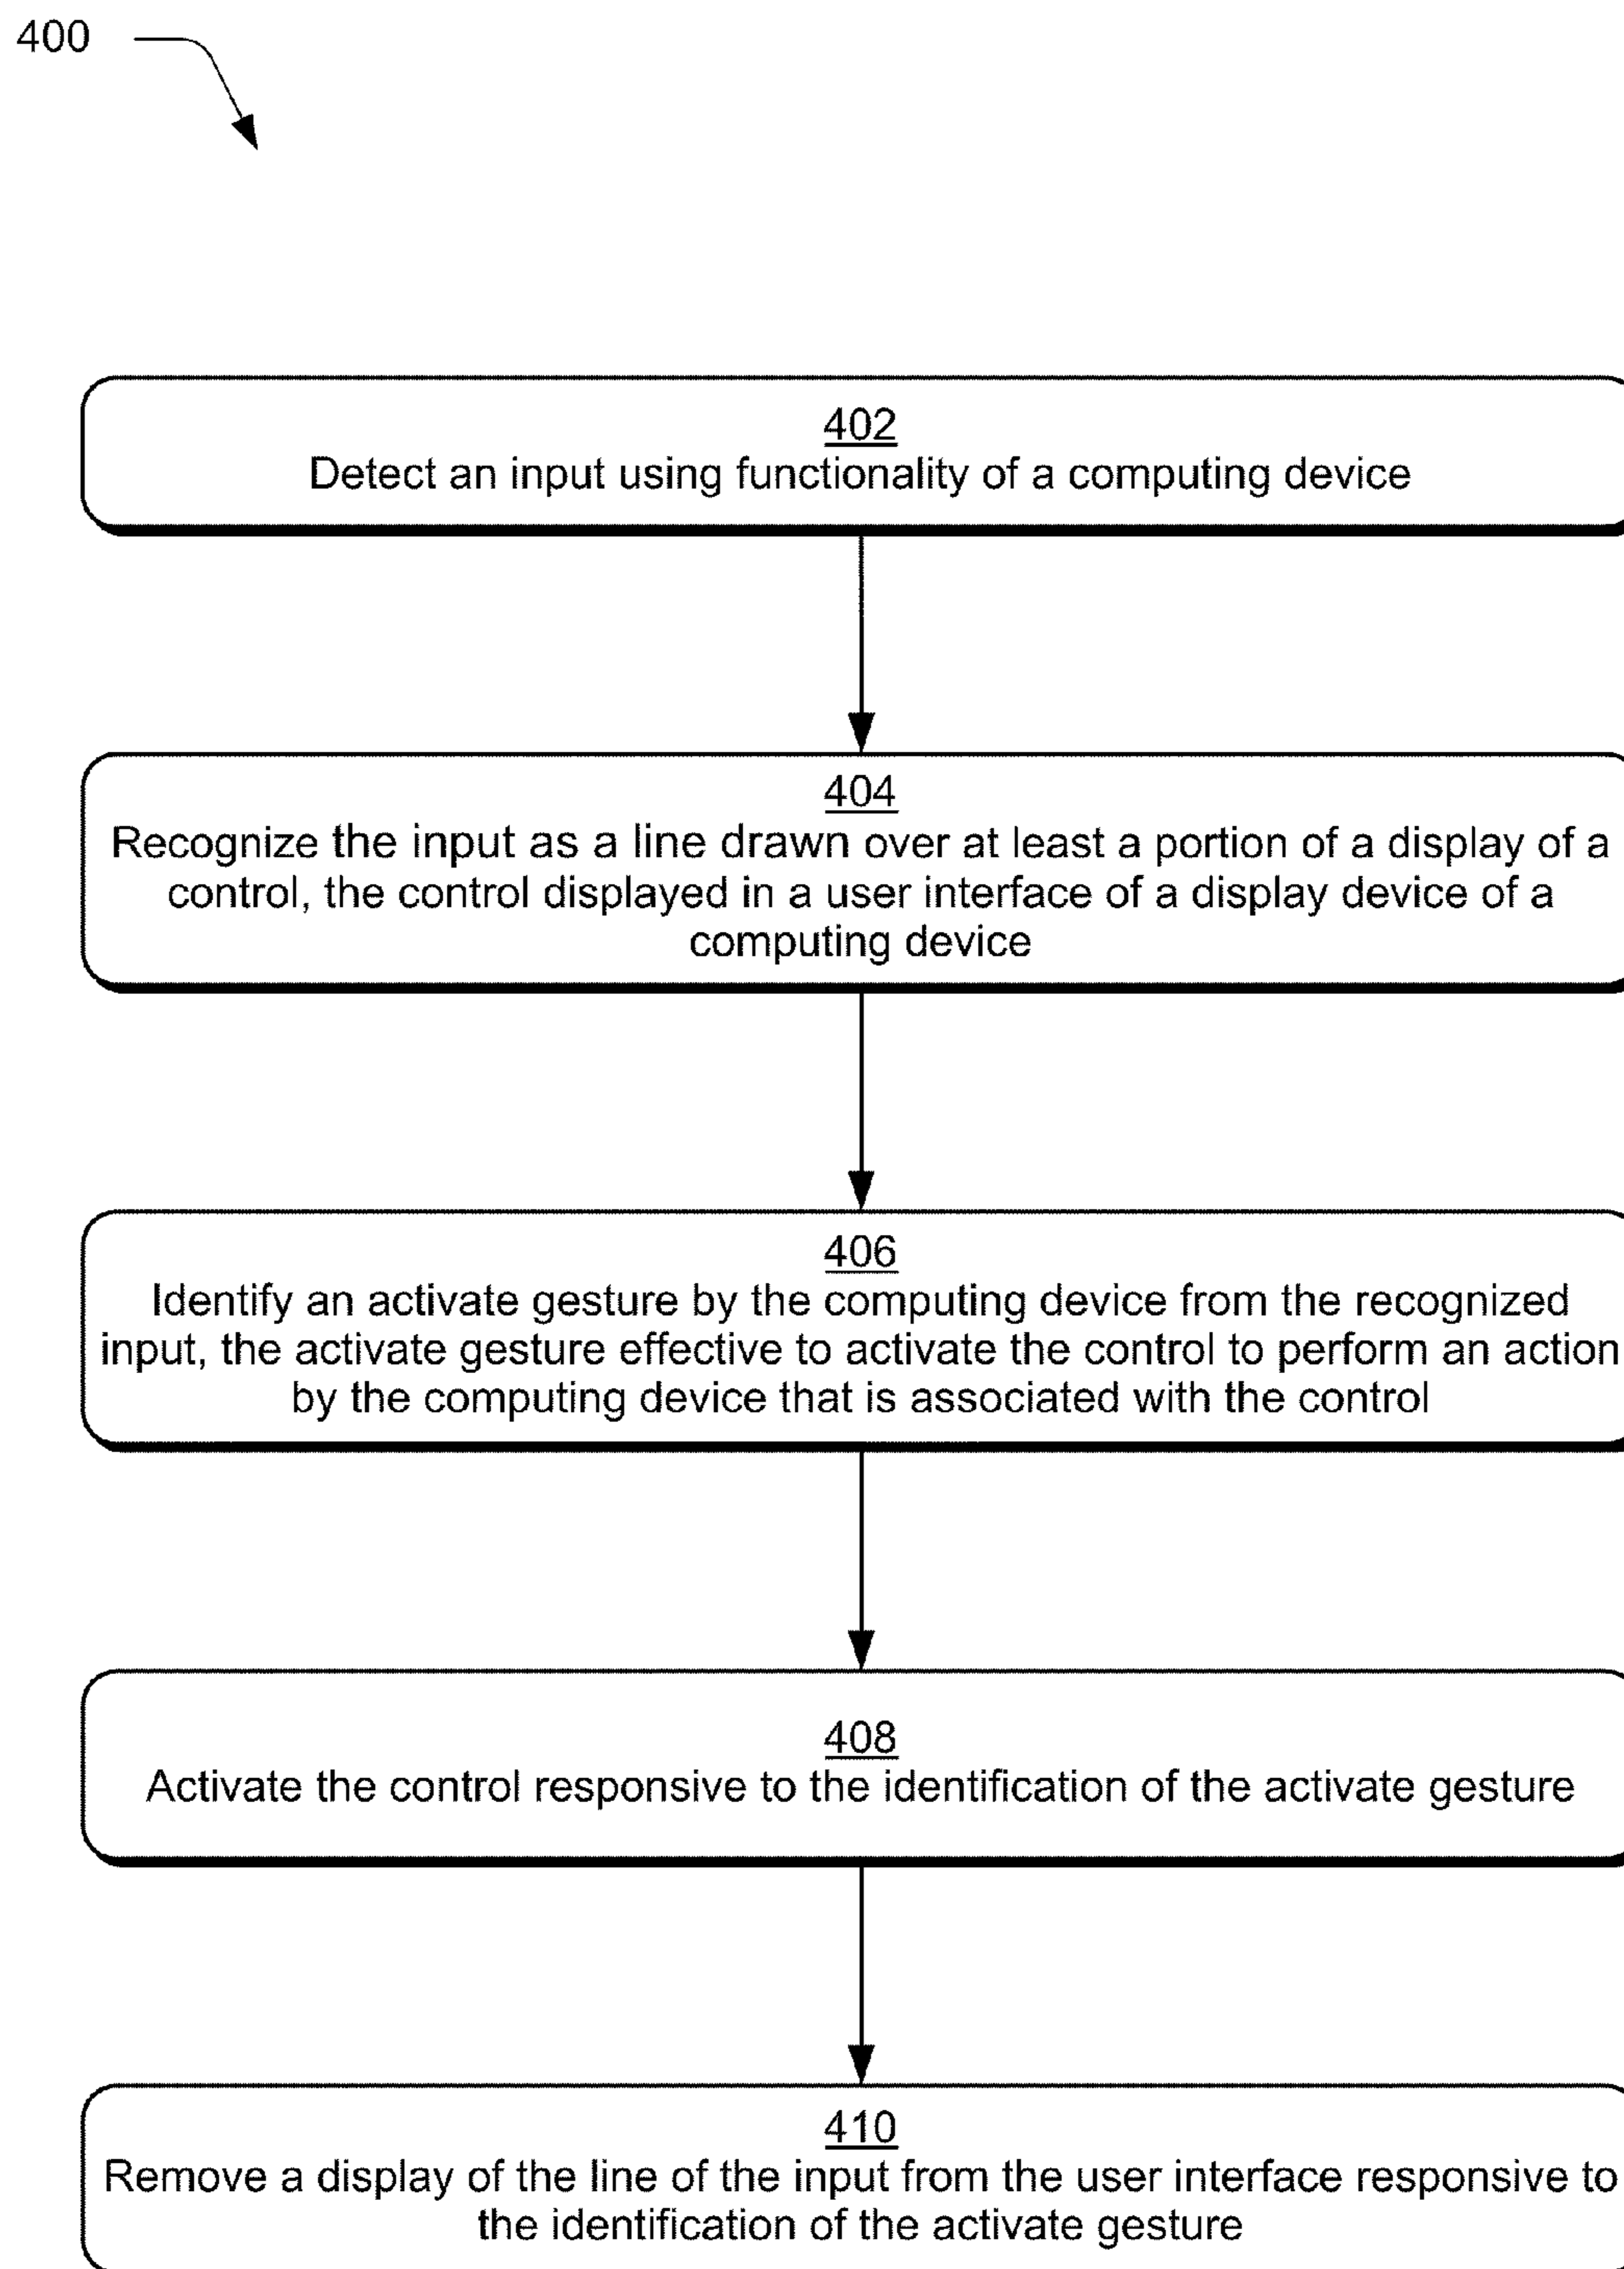 400
402
Detect an input using functionality of a computing device
404
Recognize the input as a line drawn over at least a portion of a display of a
control, the control displayed in a user interface of a display device of a
computing device
406
Identify an activate gesture by the computing device from the recognized
input, the activate gesture effective to activate the control to perform an action
by the computing device that is associated with the control
408
Activate the control responsive to the identification of the activate gesture
410
Remove a display of the line of the input from the user interface responsive to
the identification of the activate gesture